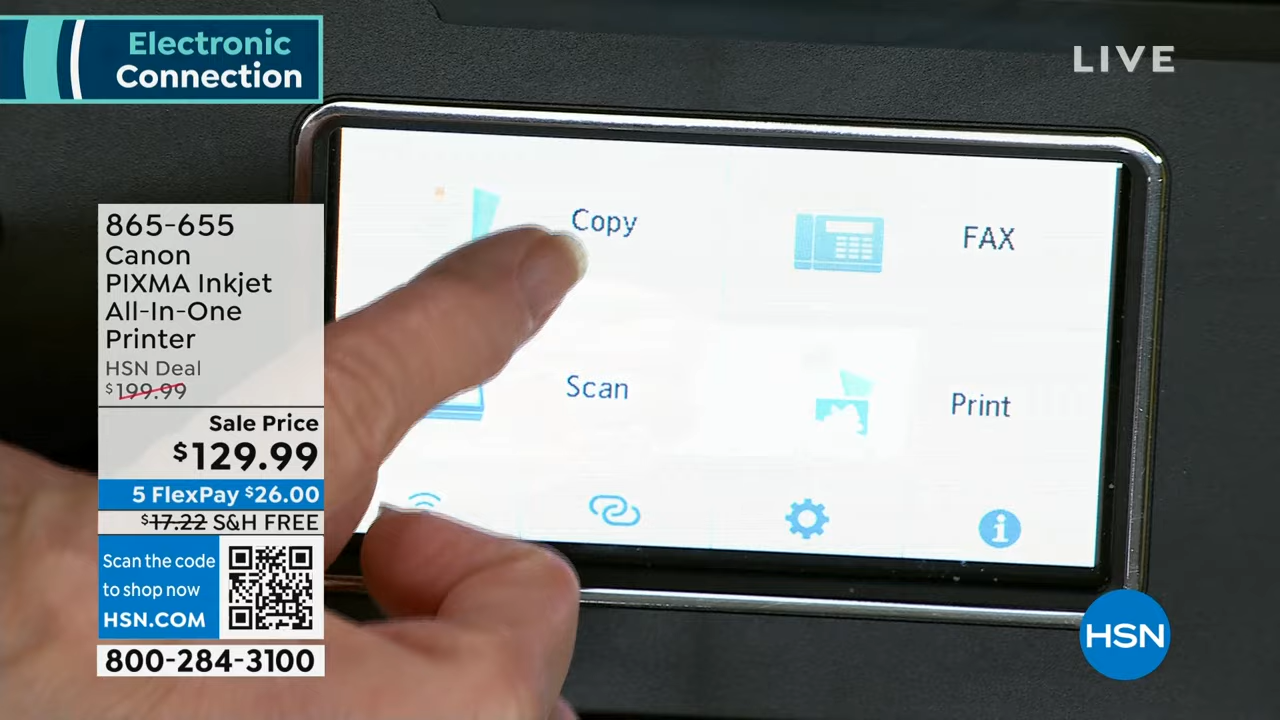 Electronic
Connection
LIVE
865-655
Canon
PIXMA Inkjet
All-In-One
Printer
HSN Deal
$199.99
Sale Price
$129.99
5 FlexPay $26.00
$17.22 S&H FREE
Scan the code
to shop now
HSN.COM
800-284-3100
Copy
FAX
Scan
Print
HSN